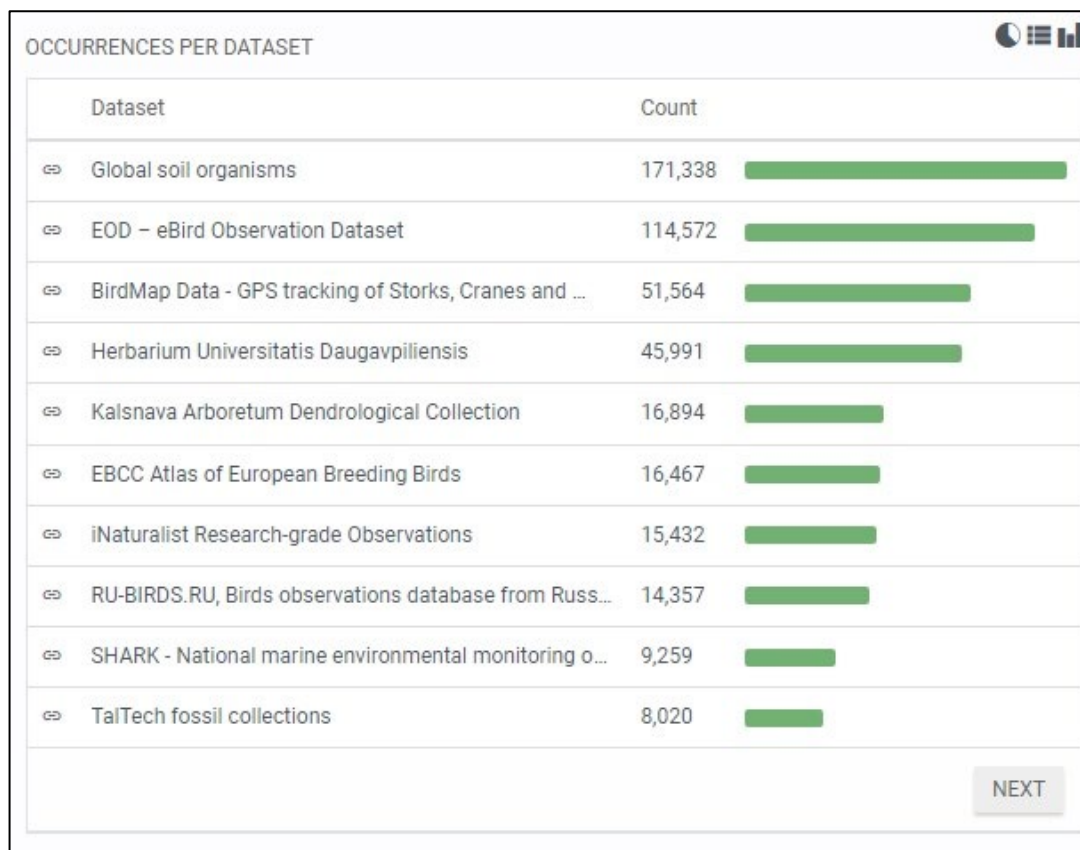 OCCURRENCES PER DATASET
Dataset Count
Global soil organisms 171,338
EOD – eBird Observation Dataset 114,572
BirdMap Data - GPS tracking of Storks, Cranes and ... 51,564
Herbarium Universitatis Daugavpiliensis 45,991
Kalsnava Arboretum Dendrological Collection 16,894
EBCC Atlas of European Breeding Birds 16,467
iNaturalist Research-grade Observations 15,432
RU-BIRDS.RU, Birds observations database from Russ... 14,357
SHARK - National marine environmental monitoring o... 9,259
TalTech fossil collections 8,020
NEXT